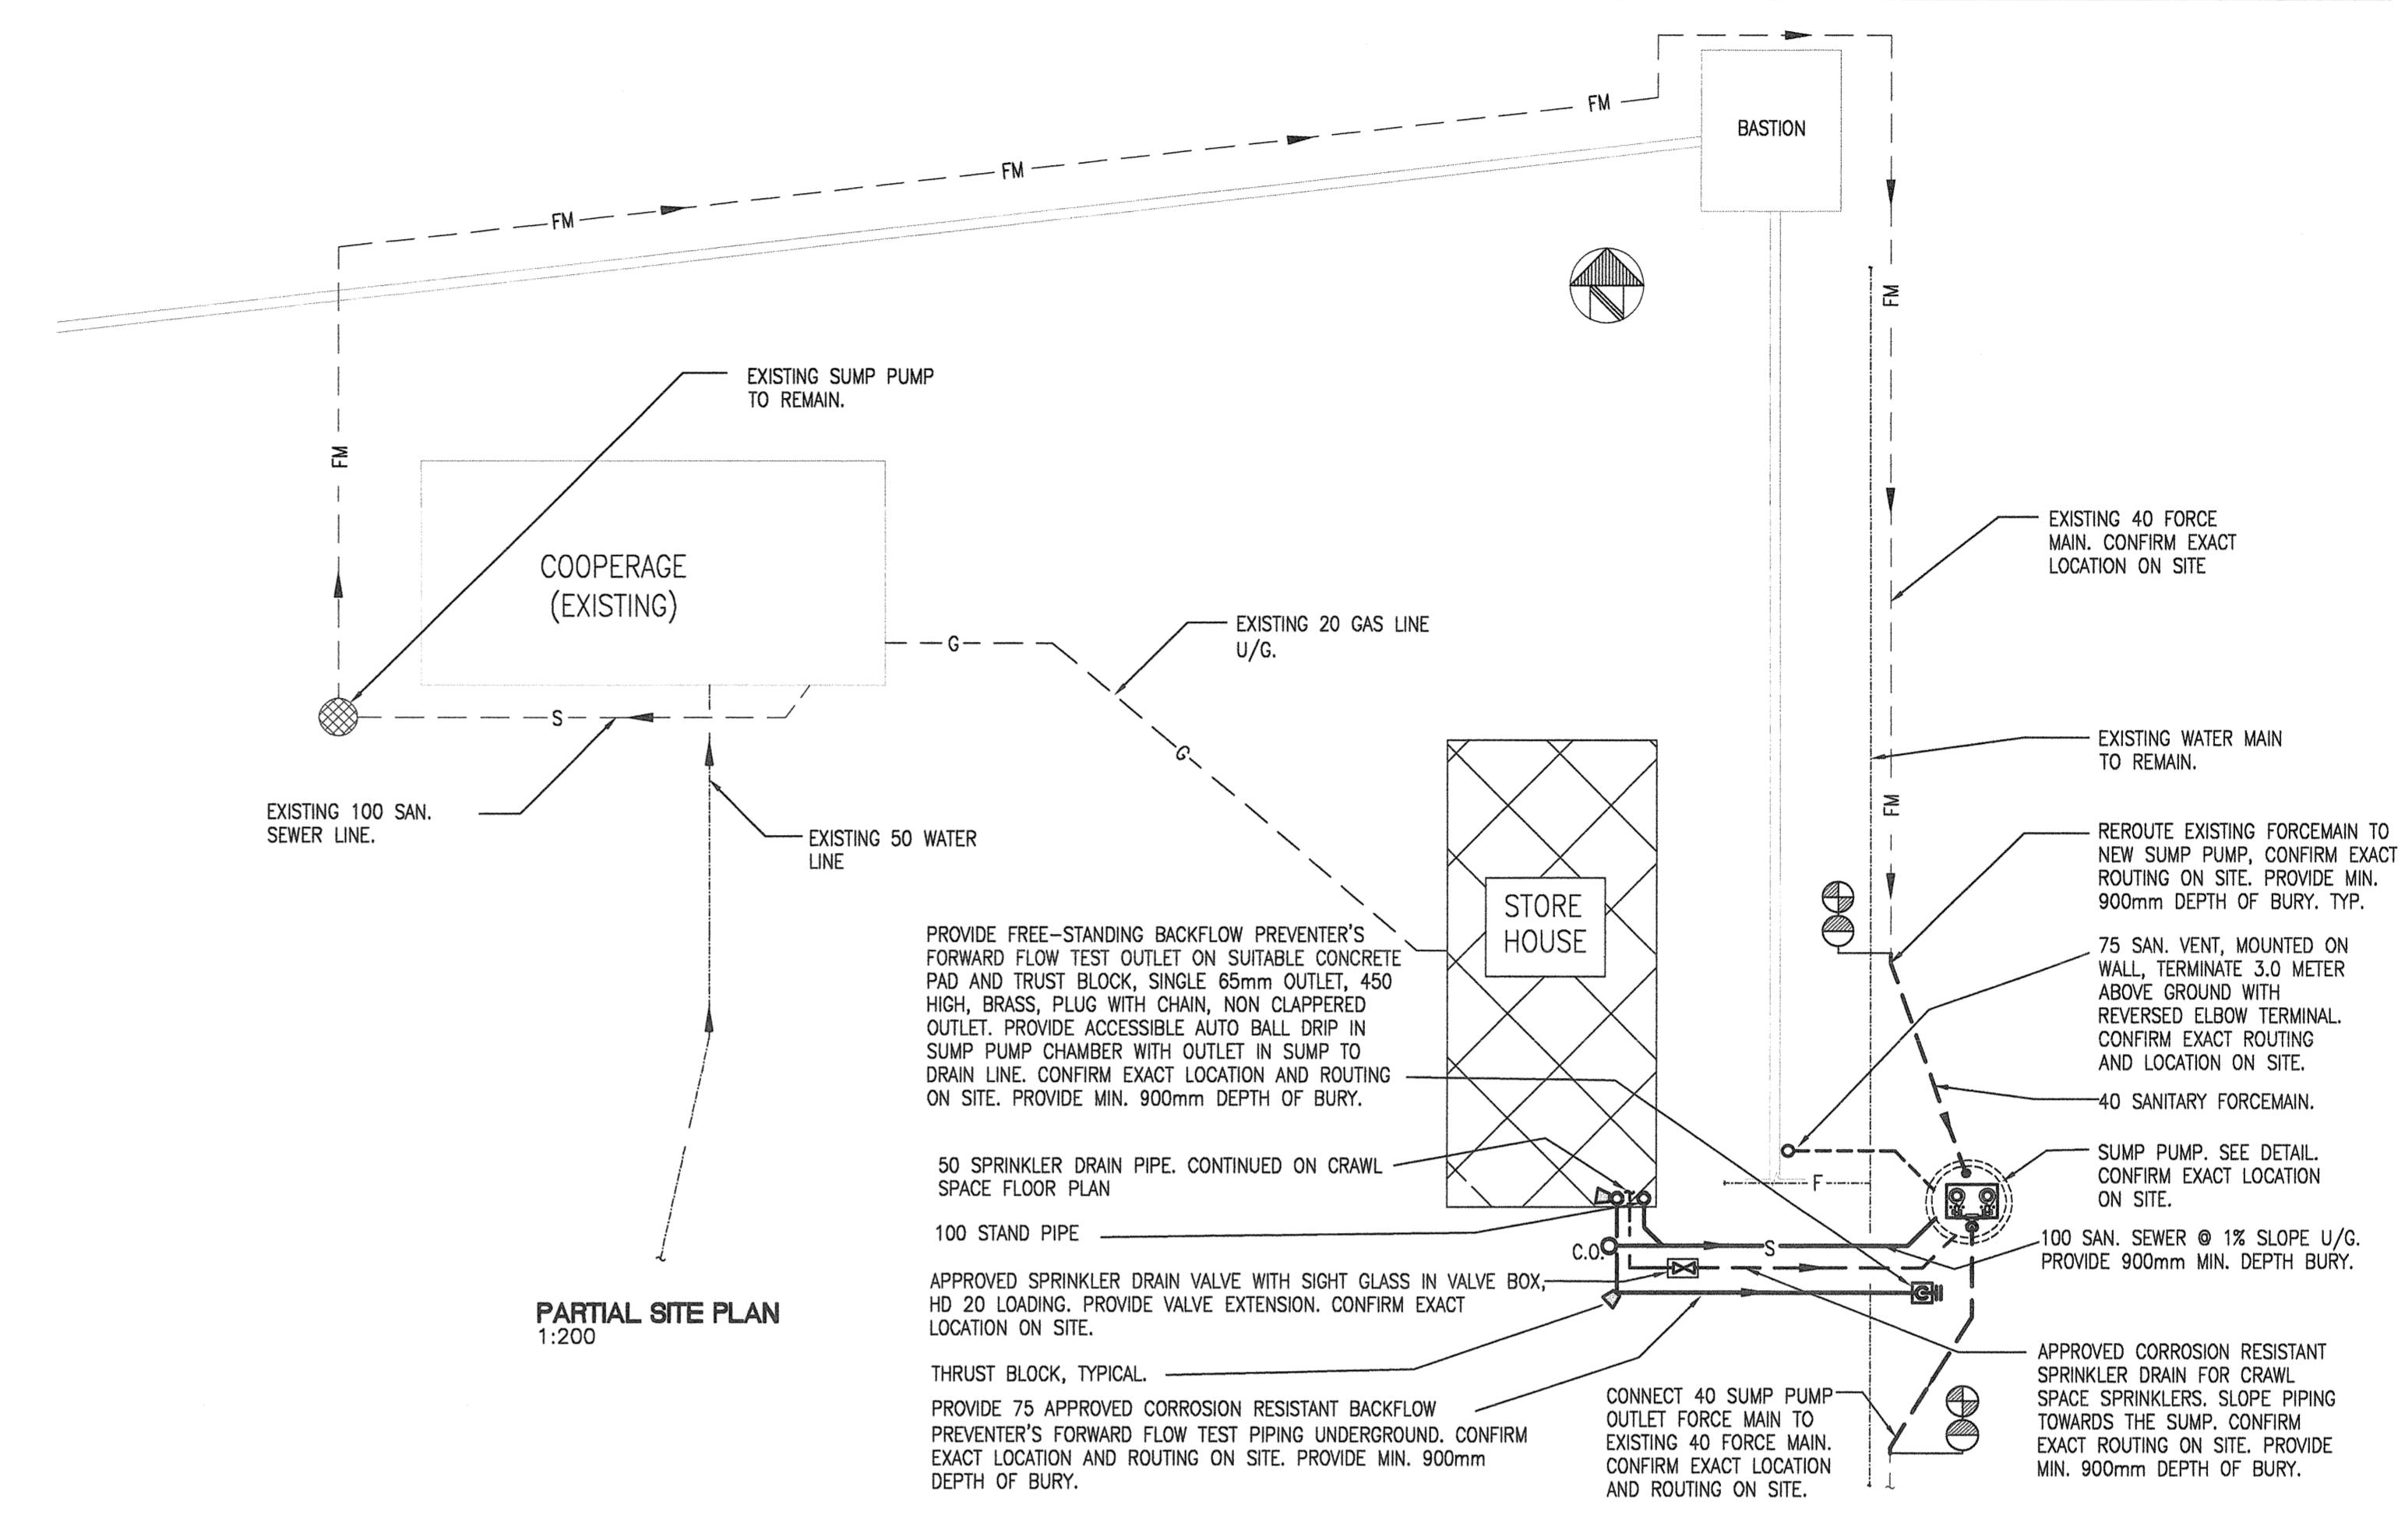 FM
BASTION
FM
FM
FM
FM
EXISTING SUMP PUMP
TO REMAIN.
FM
COOPERAGE
(EXISTING)
EXISTING 40 FORCE
MAIN. CONFIRM EXACT
LOCATION ON SITE
G
EXISTING 20 GAS LINE
U/G.
S
G
EXISTING WATER MAIN
TO REMAIN.
EXISTING 100 SAN.
SEWER LINE.
EXISTING 50 WATER
LINE
FM
REROUTE EXISTING FORCEMAIN TO
NEW SUMP PUMP, CONFIRM EXACT
ROUTING ON SITE. PROVIDE MIN.
900mm DEPTH OF BURY. TYP.
STORE
HOUSE
PROVIDE FREE-STANDING BACKFLOW PREVENTER'S
FORWARD FLOW TEST OUTLET ON SUITABLE CONCRETE
PAD AND TRUST BLOCK, SINGLE 65mm OUTLET, 450
HIGH, BRASS, PLUG WITH CHAIN, NON CLAPPERED
OUTLET. PROVIDE ACCESSIBLE AUTO BALL DRIP IN
SUMP PUMP CHAMBER WITH OUTLET IN SUMP TO
DRAIN LINE. CONFIRM EXACT LOCATION AND ROUTING
ON SITE. PROVIDE MIN. 900mm DEPTH OF BURY.
75 SAN. VENT, MOUNTED ON
WALL, TERMINATE 3.0 METER
ABOVE GROUND WITH
REVERSED ELBOW TERMINAL.
CONFIRM EXACT ROUTING
AND LOCATION ON SITE.
40 SANITARY FORCEMAIN.
50 SPRINKLER DRAIN PIPE. CONTINUED ON CRAWL
SPACE FLOOR PLAN
SUMP PUMP. SEE DETAIL.
CONFIRM EXACT LOCATION
ON SITE.
F
100 STAND PIPE
C.O.
S
100 SAN. SEWER @ 1% SLOPE U/G.
PROVIDE 900mm MIN. DEPTH BURY.
APPROVED SPRINKLER DRAIN VALVE WITH SIGHT GLASS IN VALVE BOX,
HD 20 LOADING. PROVIDE VALVE EXTENSION. CONFIRM EXACT
LOCATION ON SITE.
PARTIAL SITE PLAN
1:200
THRUST BLOCK, TYPICAL.
PROVIDE 75 APPROVED CORROSION RESISTANT BACKFLOW
PREVENTER'S FORWARD FLOW TEST PIPING UNDERGROUND. CONFIRM
EXACT LOCATION AND ROUTING ON SITE. PROVIDE MIN. 900mm
DEPTH OF BURY.
CONNECT 40 SUMP PUMP
OUTLET FORCE MAIN TO
EXISTING 40 FORCE MAIN.
CONFIRM EXACT LOCATION
AND ROUTING ON SITE.
APPROVED CORROSION RESISTANT
SPRINKLER DRAIN FOR CRAWL
SPACE SPRINKLERS. SLOPE PIPING
TOWARDS THE SUMP. CONFIRM
EXACT ROUTING ON SITE. PROVIDE
MIN. 900mm DEPTH OF BURY.